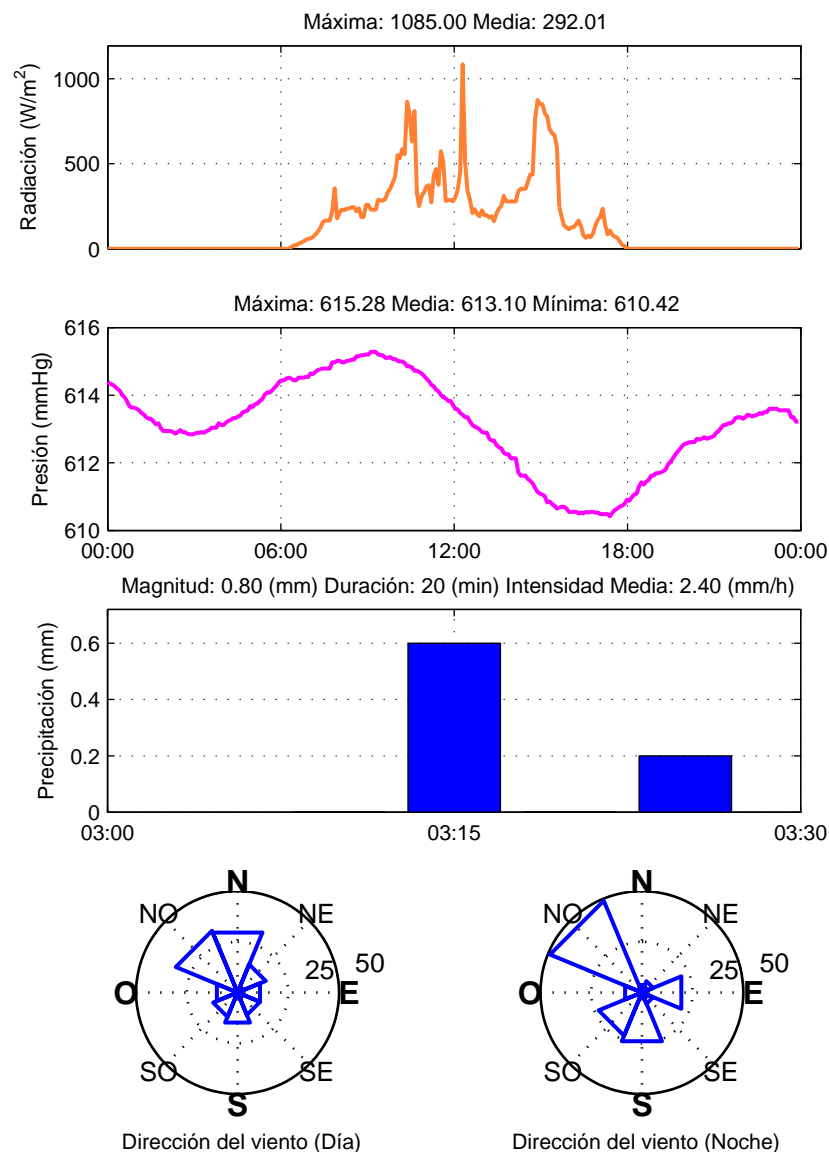 Máxima: 1085.00 Media: 292.01
Radiación (W/m²)
1000
500
0
Máxima: 615.28 Media: 613.10 Mínima: 610.42
Presión (mmHg)
616
614
612
610
00:00 06:00 12:00 18:00 00:00
Magnitud: 0.80 (mm) Duración: 20 (min) Intensidad Media: 2.40 (mm/h)
Precipitación (mm)
0.6
0.4
0.2
0
03:00 03:15 03:30
N
NO NE
25 50
O E
SO SE
S
Dirección del viento (Día)
N
NO NE
25 50
O E
SO SE
S
Dirección del viento (Noche)